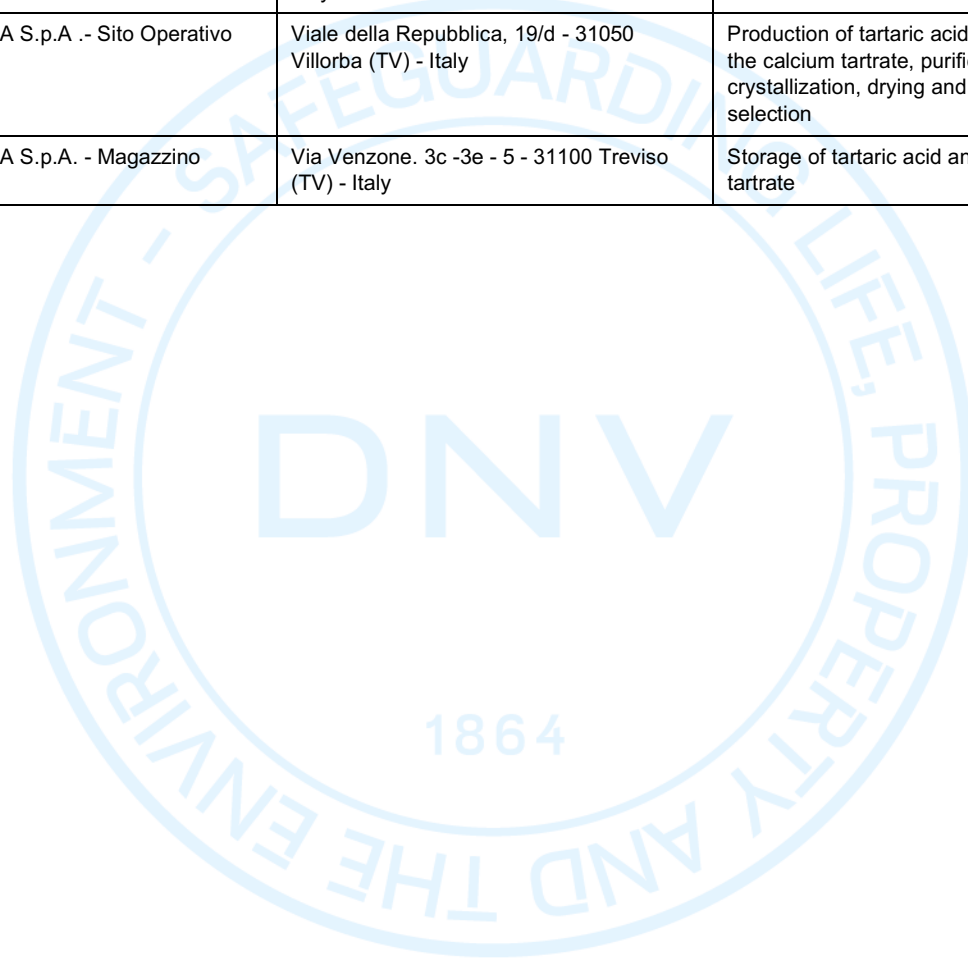 A S.p.A .- Sito Operativo
Viale della Repubblica, 19/d - 31050
Villorba (TV) - Italy
Production of tartaric acid
the calcium tartrate,
crystallization, drying and
selection
A S.p.A. - Magazzino
Via Venzone. 3c -3e - 5 - 31100 Treviso
(TV) - Italy
Storage of tartaric acid
tartrate
SAFEGUARDING LIFE, PROPERTY AND THE ENVIRONMENT -
DNV
1864